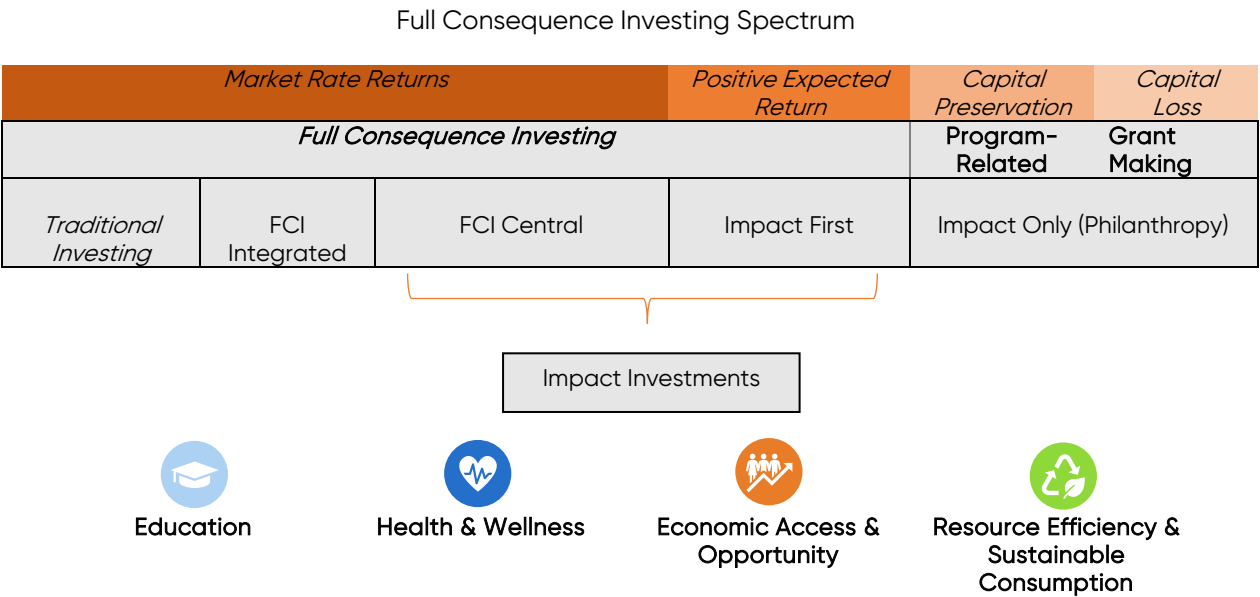 Full Consequence Investing Spectrum
Market Rate Returns
Positive Expected
Return
Capital
Preservation
Capital
Loss
Full Consequence Investing
Program-
Related
Grant
Making
Traditional
Investing
FCI
Integrated
FCI Central
Impact First
Impact Only (Philanthropy)
Impact Investments
Education
Health & Wellness
Economic Access &
Opportunity
Resource Efficiency &
Sustainable
Consumption